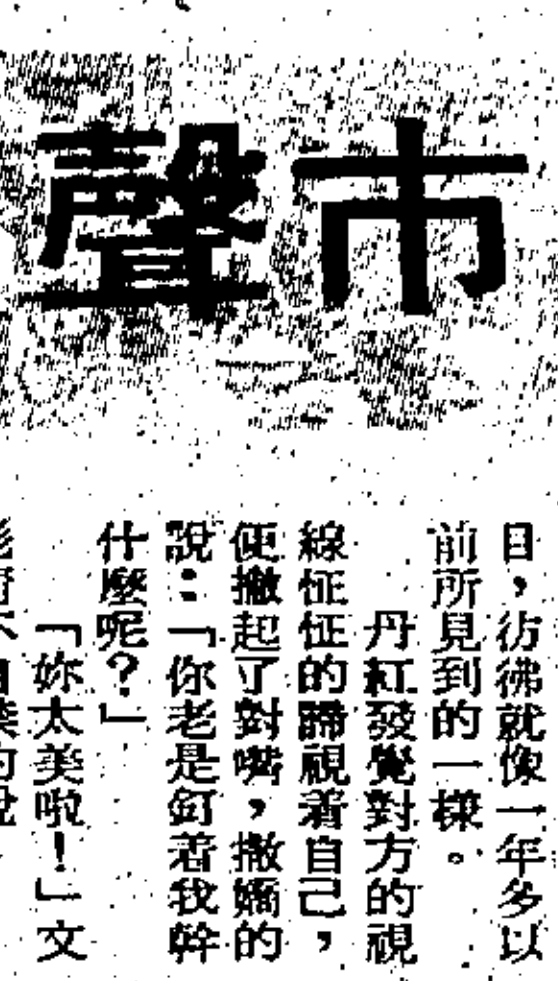 市聲
目，彷彿就像一年多以
前所見到的一樣。
丹紅發覺對方的視
線怔怔的諦視着自己，
便撇起了對嘴，撒嬌的
說：「你老是釘着我幹
什麼呢？」
「妳太美啦！」文